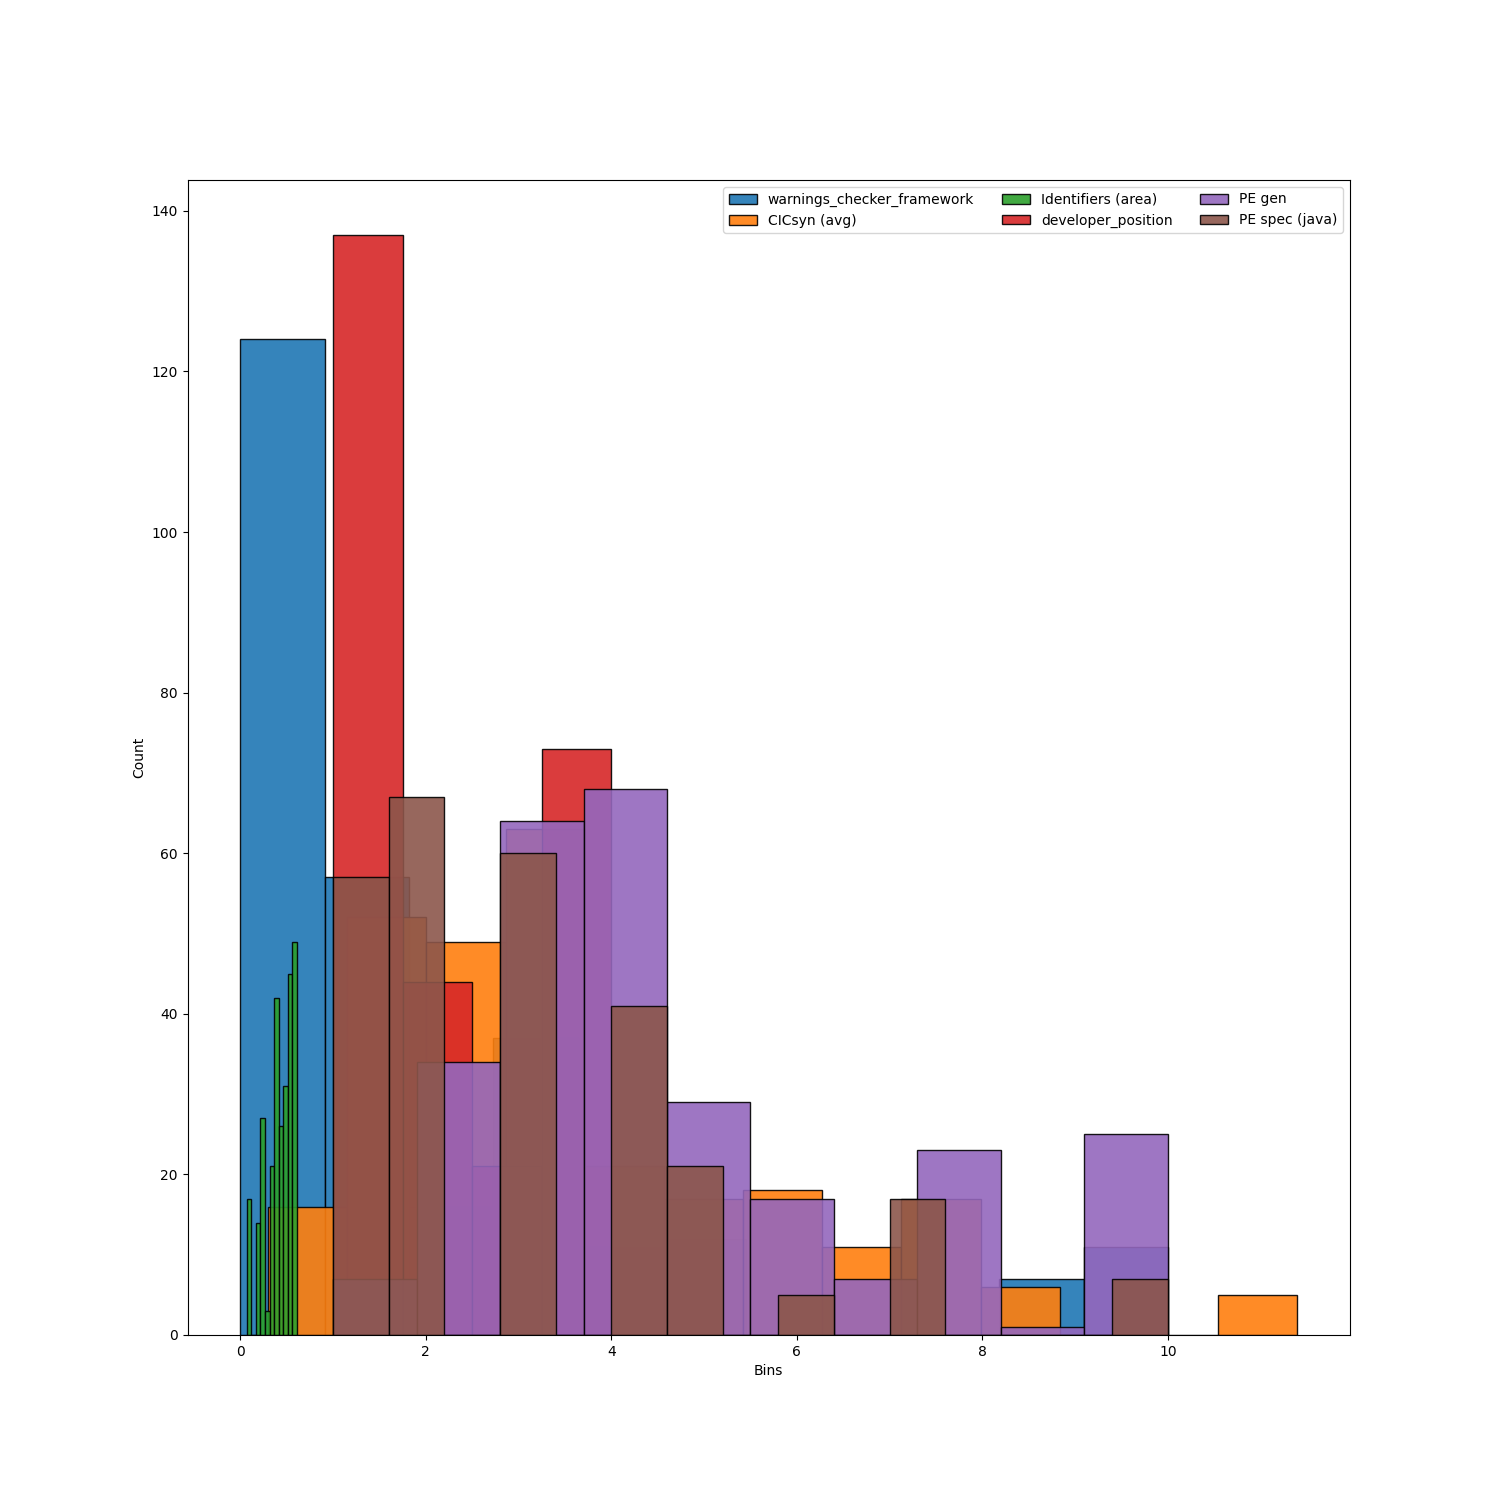 warnings_checker_framework
CICsyn (avg)
Identifiers (area)
developer_position
PE gen
PE spec (java)
140
120
100
80
60
40
20
0
Count
0 2 4 6 8 10
Bins